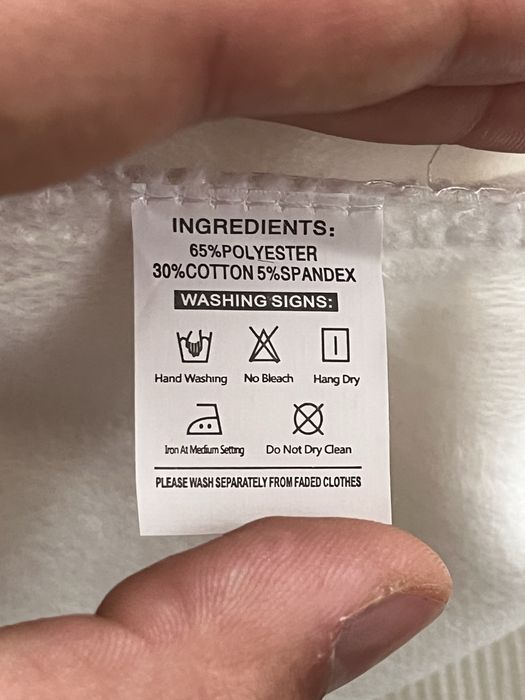 INGREDIENTS:
65%POLYESTER
30%COTTON 5%SPANDEX
WASHING SIGNS:
Hand Washing No Bleach Hang Dry
Iron At Medium Setting Do Not Dry Clean
PLEASE WASH SEPARATELY FROM FADED CLOTHES